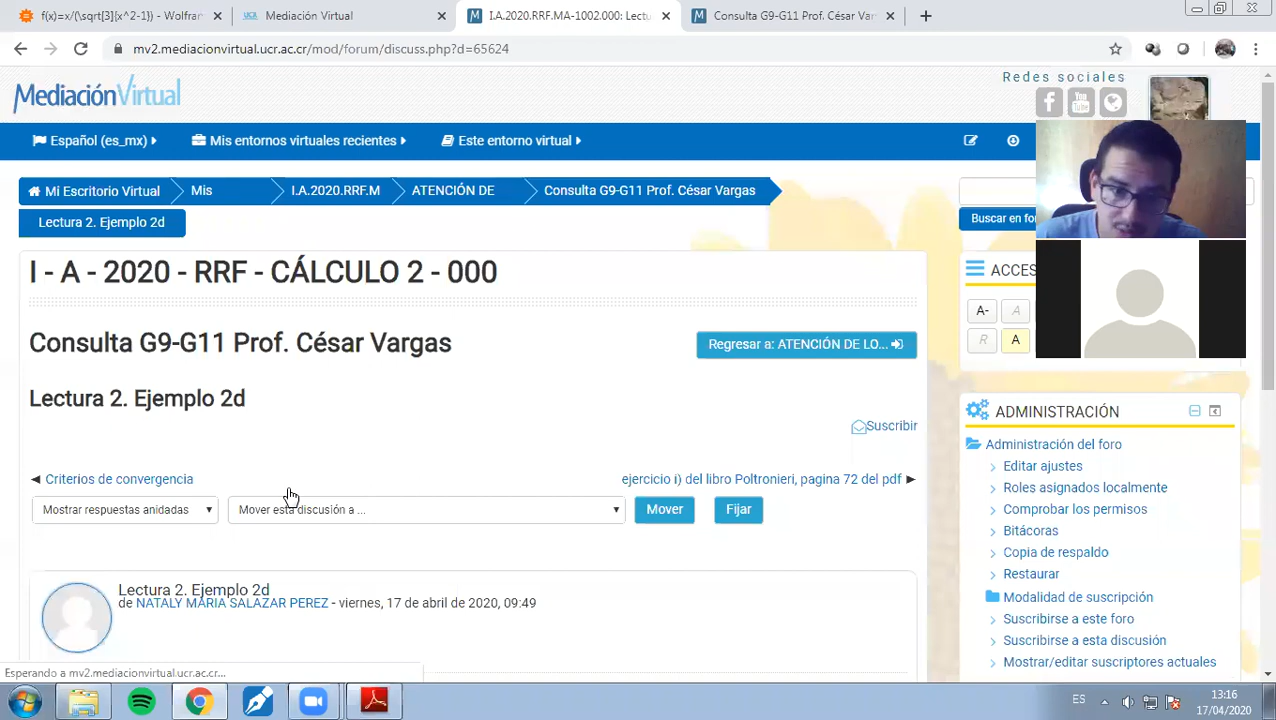 f(x)=x/(\sqrt[3]{x^2-1}) - Wolfram
Mediación Virtual
I.A.2020.RRF.MA-1002.000: Lectu
Consulta G9-G11 Prof. César Var
mv2.mediacionvirtual.ucr.ac.cr/mod/forum/discuss.php?d=65624
MediaciónVirtual
Redes sociales
Español (es_mx)
Mis entornos virtuales recientes
Este entorno virtual
Mi Escritorio Virtual
Mis
I.A.2020.RRF.M
ATENCIÓN DE
Consulta G9-G11 Prof. César Vargas
Lectura 2. Ejemplo 2d
Buscar en fo
I - A - 2020 - RRF - CÁLCULO 2 - 000
Consulta G9-G11 Prof. César Vargas
Regresar a: ATENCIÓN DE LO...
Lectura 2. Ejemplo 2d
Suscribir
Criterios de convergencia
ejercicio i) del libro Poltronieri, pagina 72 del pdf
Mostrar respuestas anidadas
Mover esta discusión a ...
Mover
Fijar
Lectura 2. Ejemplo 2d
de NATALY MARIA SALAZAR PEREZ - viernes, 17 de abril de 2020, 09:49
ACCES
A-
A
R
A
ADMINISTRACIÓN
Administración del foro
Editar ajustes
Roles asignados localmente
Comprobar los permisos
Bitácoras
Copia de respaldo
Restaurar
Modalidad de suscripción
Suscribirse a este foro
Suscribirse a esta discusión
Mostrar/editar suscriptores actuales
Esperando a mv2.mediacionvirtual.ucr.ac.cr...
ES
13:16
17/04/2020